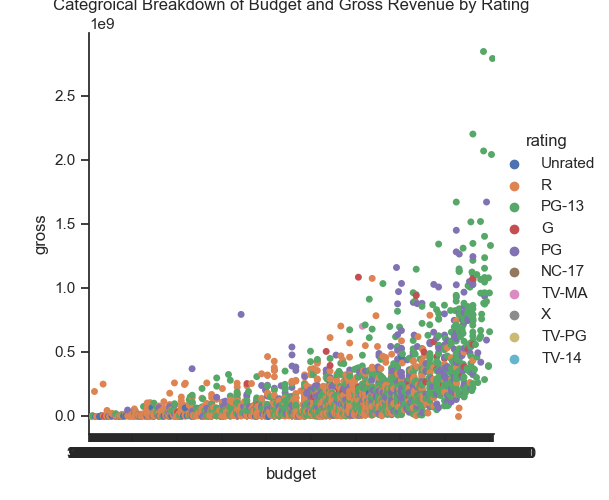 Categroical Breakdown of Budget and Gross Revenue by Rating
1e9
2.5
2.0
1.5
1.0
0.5
0.0
gross
budget
rating
Unrated
R
PG-13
G
PG
NC-17
TV-MA
X
TV-PG
TV-14